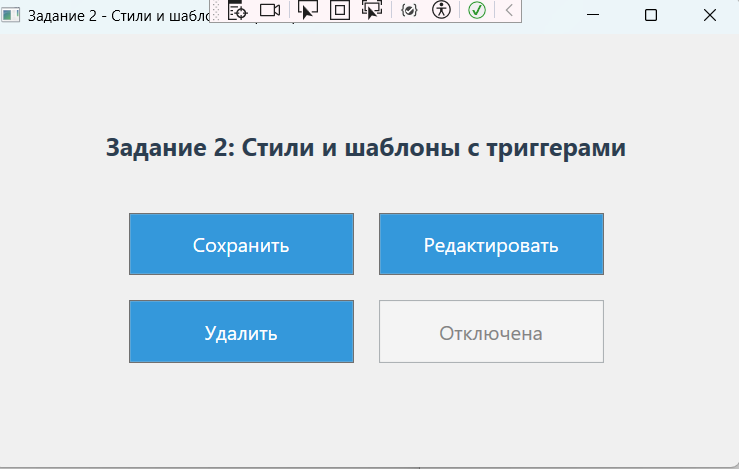 Задание 2 - Стили и шабло
Задание 2: Стили и шаблоны с триггерами
Сохранить
Редактировать
Удалить
Отключена